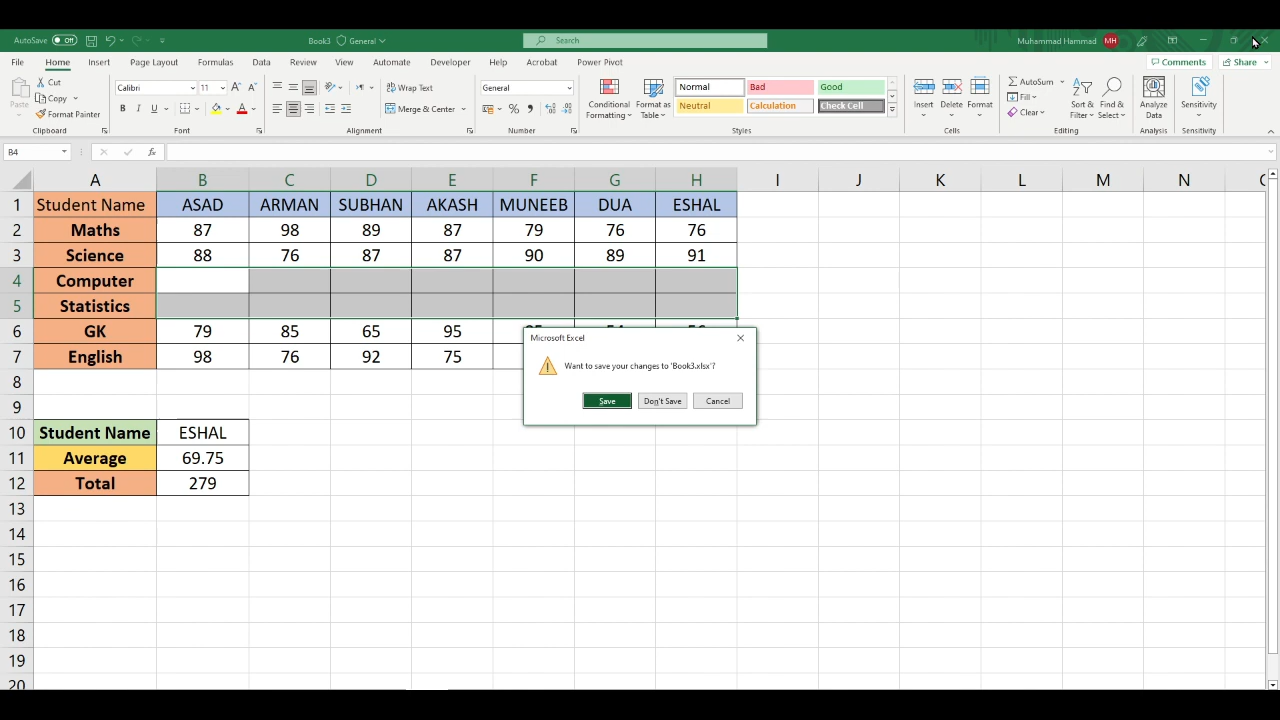 AutoSave Off Book3 General Search Muhammad Hammad MH
File Home Insert Page Layout Formulas Data Review View Automate Developer Help Acrobat Power Pivot Comments Share
Paste Cut Copy Format Painter Clipboard
Calibri 11 B I U Font
Wrap Text Merge & Center Alignment
General % Number
Conditional Formatting Format as Table Normal Bad Good Neutral Calculation Check Cell Styles
Insert Delete Format Cells
AutoSum Fill Clear Sort & Filter Find & Select Editing
Analyze Data Analysis
Sensitivity Sensitivity
B4 fx
A B C D E F G H I J K L M N
1 Student Name ASAD ARMAN SUBHAN AKASH MUNEEB DUA ESHAL
2 Maths 87 98 89 87 79 76 76
3 Science 88 76 87 87 90 89 91
4 Computer
5 Statistics
6 GK 79 85 65 95
7 English 98 76 92 75
8
9
10 Student Name ESHAL
11 Average 69.75
12 Total 279
13
14
15
16
17
18
19
20
Microsoft Excel
Want to save your changes to 'Book3.xlsx'?
Save Don't Save Cancel